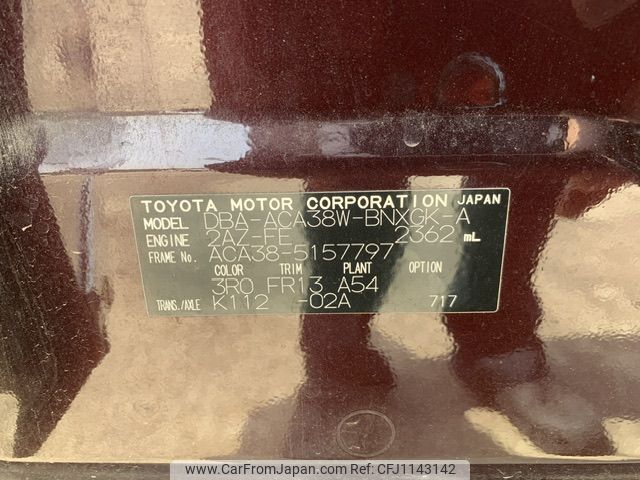 TOYOTA MOTOR CORPORATION JAPAN
MODEL DBA-ACA38W-BNXGK-A
ENGINE 2AZ-FE 2362 mL
FRAME No. ACA38-5157797
COLOR TRIM PLANT OPTION
3R0 FR13 A54
TRANS./AXLE K112 -02A 717
www.CarFromJapan.com - Ref No. CFJ1143142